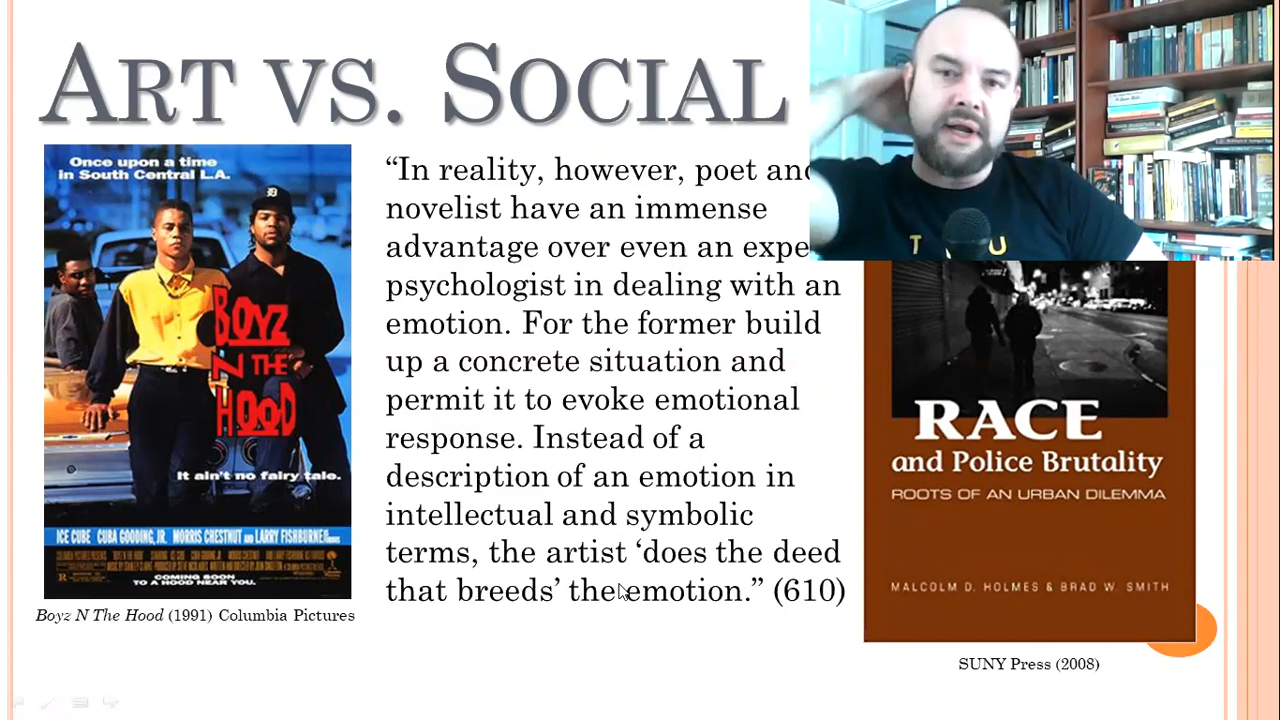 ART VS. SOCIAL
Once upon a time
in South Central L.A.
BOYZ
N THE
HOOD
It ain't no fairy tale.
ICE CUBE CUBA GOODING, JR. MORRIS CHESTNUT AND LARRY FISHBURNE
COMING SOON
TO A HOOD NEAR YOU.
Boyz N The Hood (1991) Columbia Pictures
“In reality, however, poet and
novelist have an immense
advantage over even an
psychologist in dealing with an
emotion. For the former build
up a concrete situation and
permit it to evoke emotional
response. Instead of a
description of an emotion in
intellectual and symbolic
terms, the artist ‘does the deed
that breeds’ the emotion.” (610)
RACE
and Police Brutality
ROOTS OF AN URBAN DILEMMA
MALCOLM D. HOLMES & BRAD W. SMITH
SUNY Press (2008)